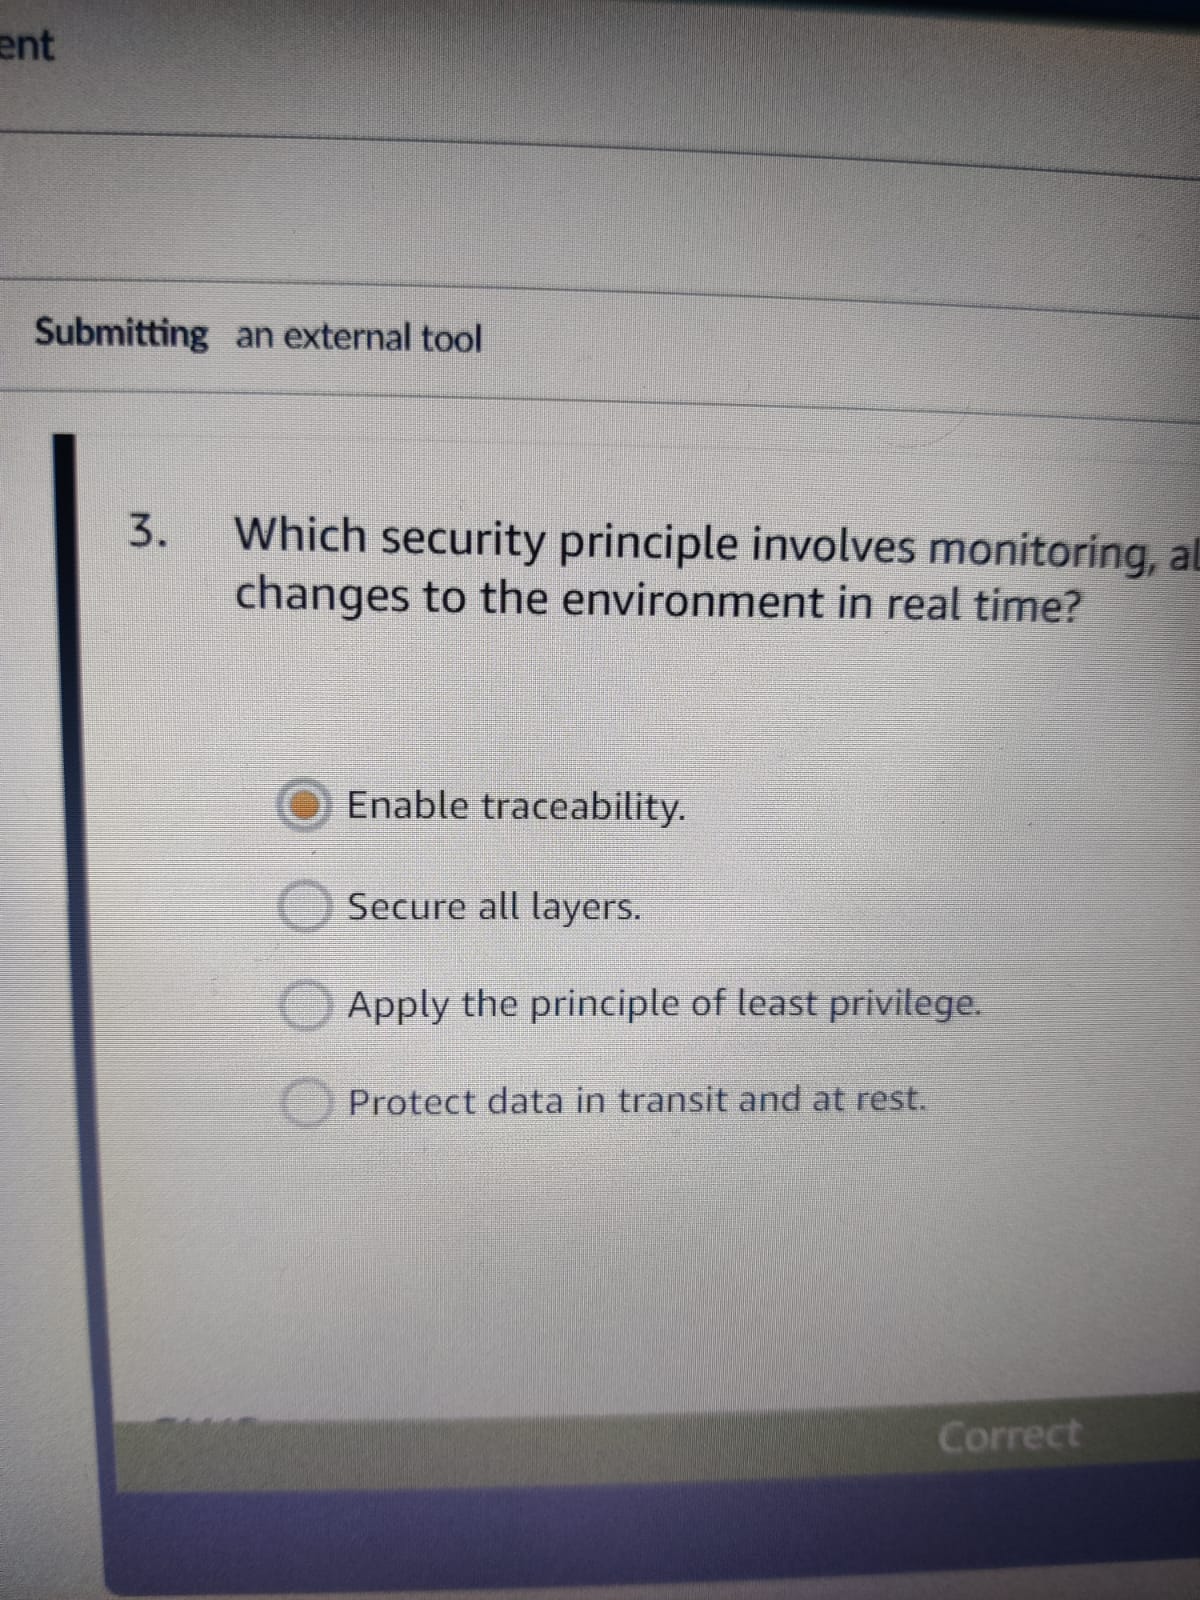 ent
Submitting an external tool
3. Which security principle involves monitoring,
changes to the environment in real time?
Enable traceability.
Secure all layers.
Apply the principle of least privilege.
Protect data in transit and at rest.
Correct